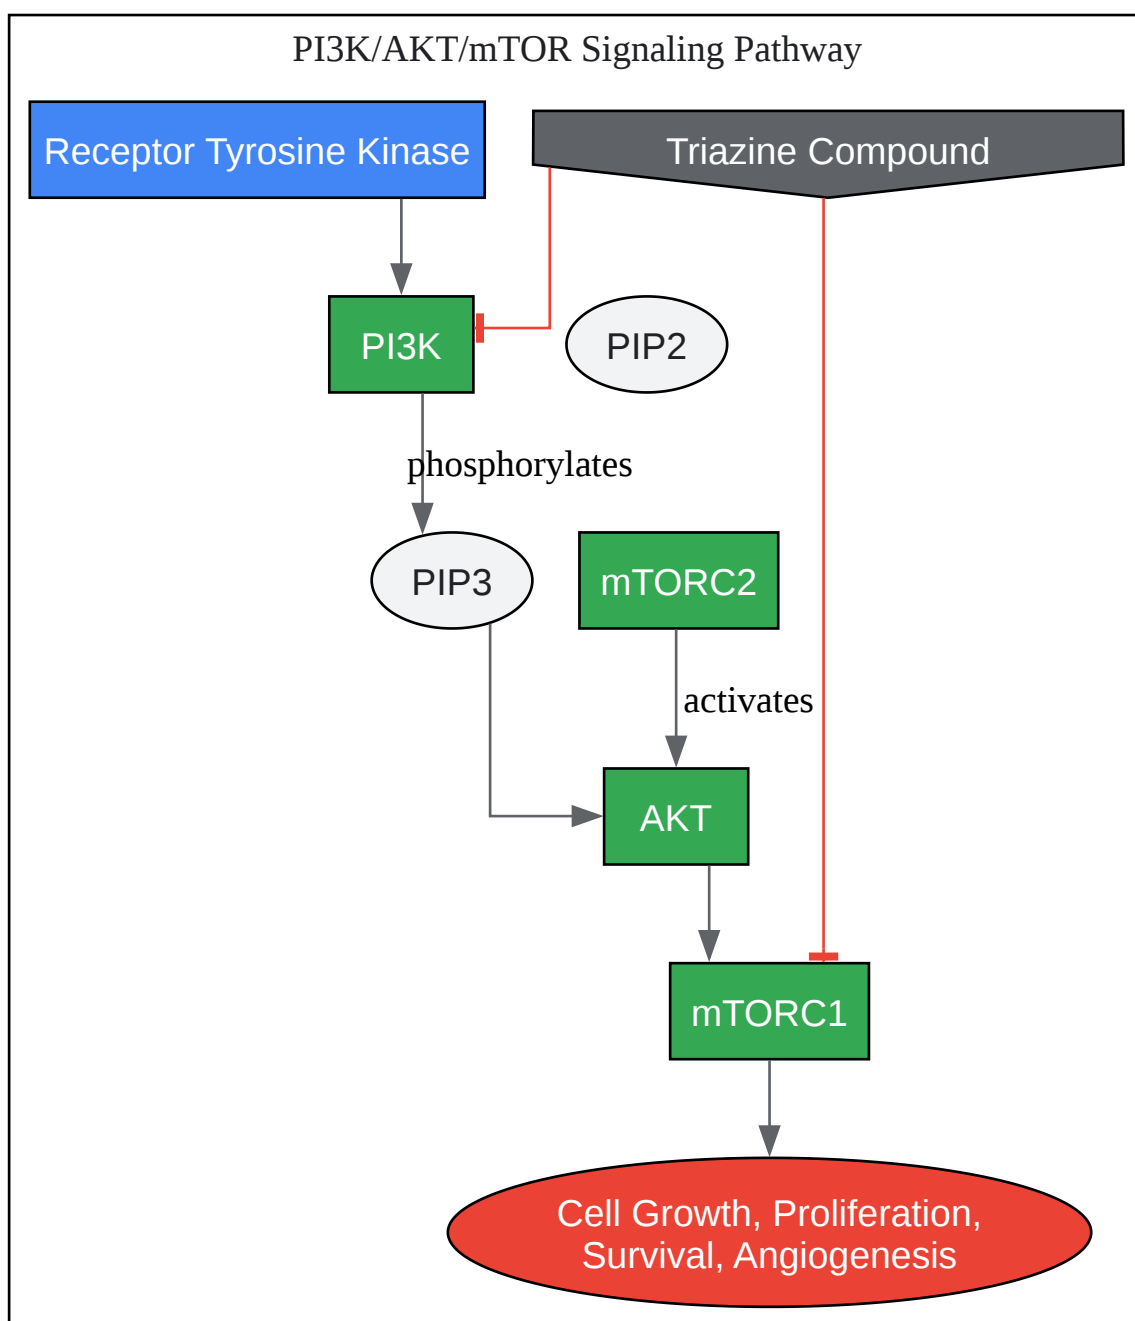 PI3K/AKT/mTOR Signaling Pathway
Receptor Tyrosine Kinase
Triazine Compound
PI3K
PIP2
phosphorylates
PIP3
mTORC2
activates
AKT
mTORC1
Cell Growth, Proliferation,
Survival, Angiogenesis